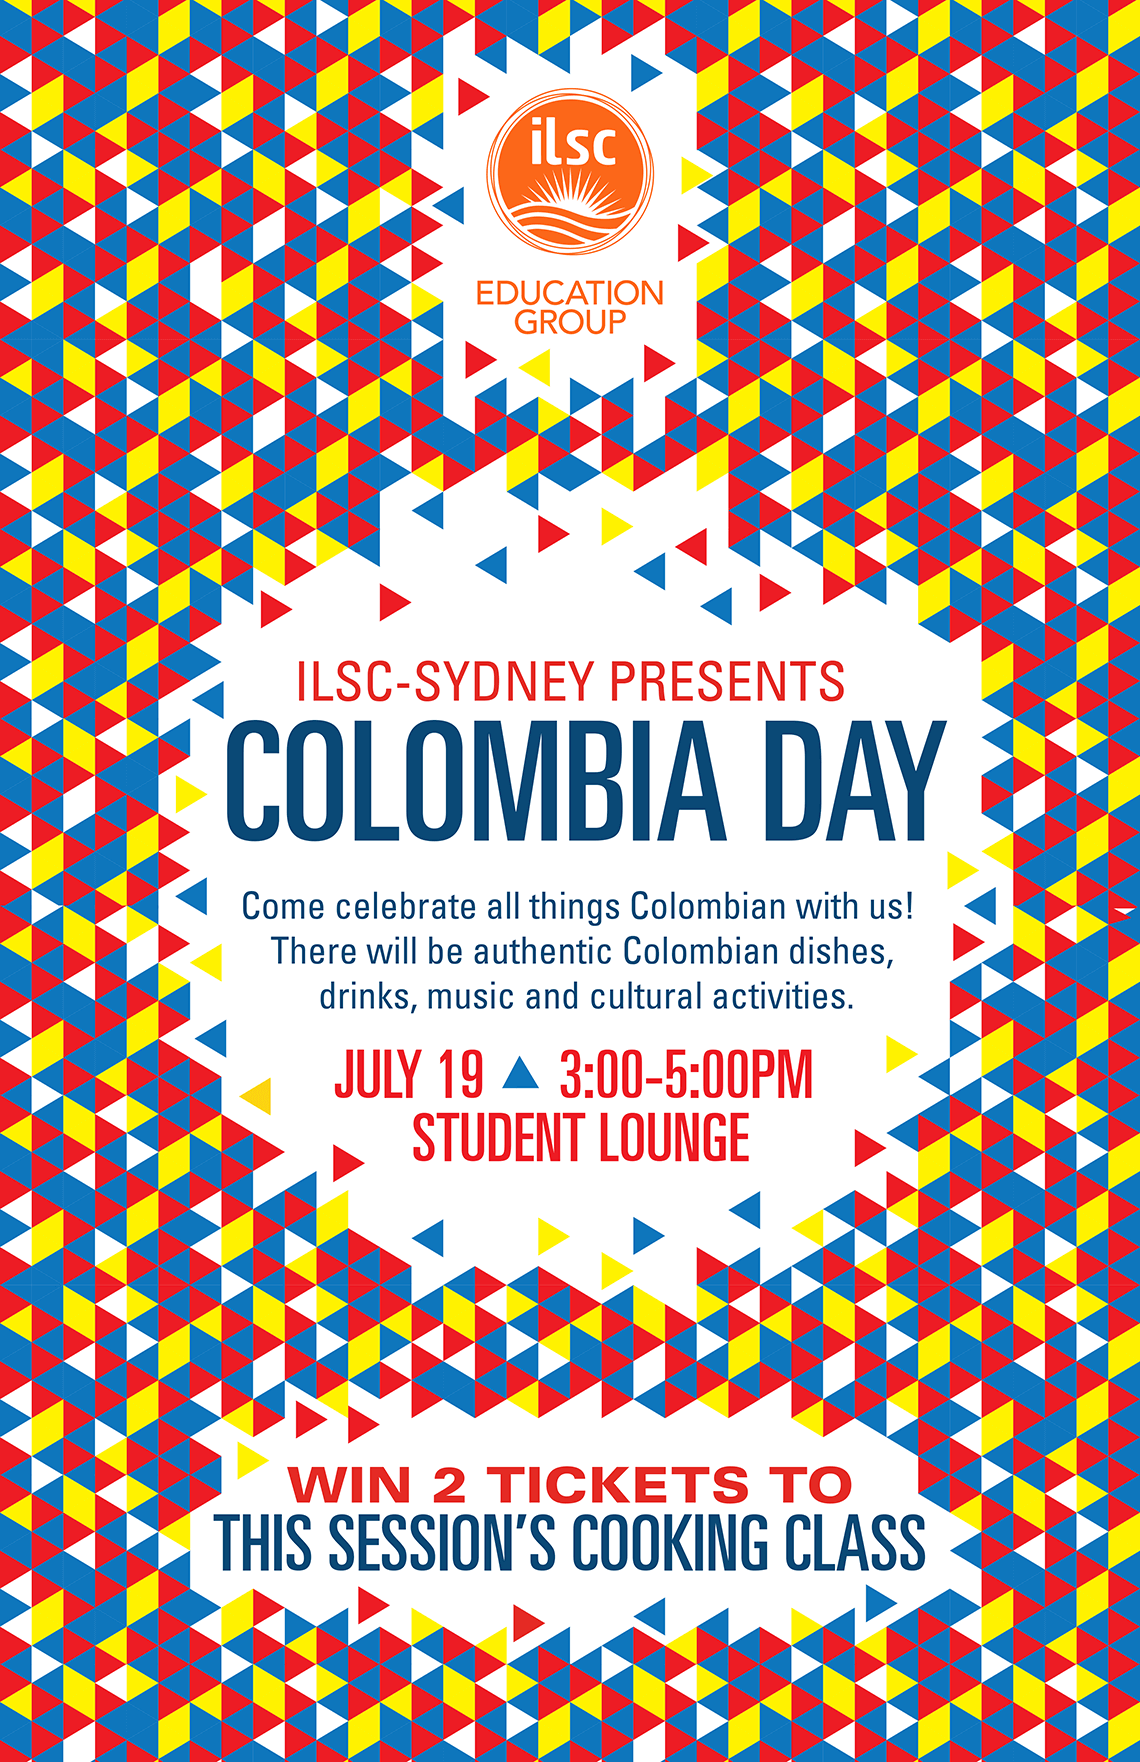 ilsc
EDUCATION
GROUP
ILSC-SYDNEY PRESENTS
COLOMBIA DAY
Come celebrate all things Colombian with us!
There will be authentic Colombian dishes,
drinks, music and cultural activities.
JULY 19 ▲ 3:00-5:00PM
STUDENT LOUNGE
WIN 2 TICKETS TO
THIS SESSION'S COOKING CLASS